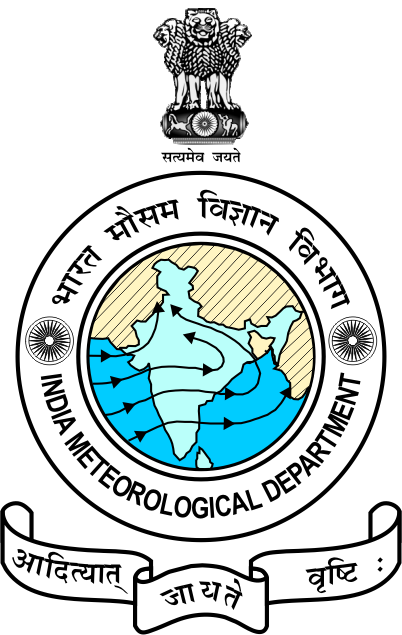 सत्यमेव जयते
भारत मौसम विज्ञान विभाग
INDIA METEOROLOGICAL DEPARTMENT
आदित्यात् जायते वृष्टि :